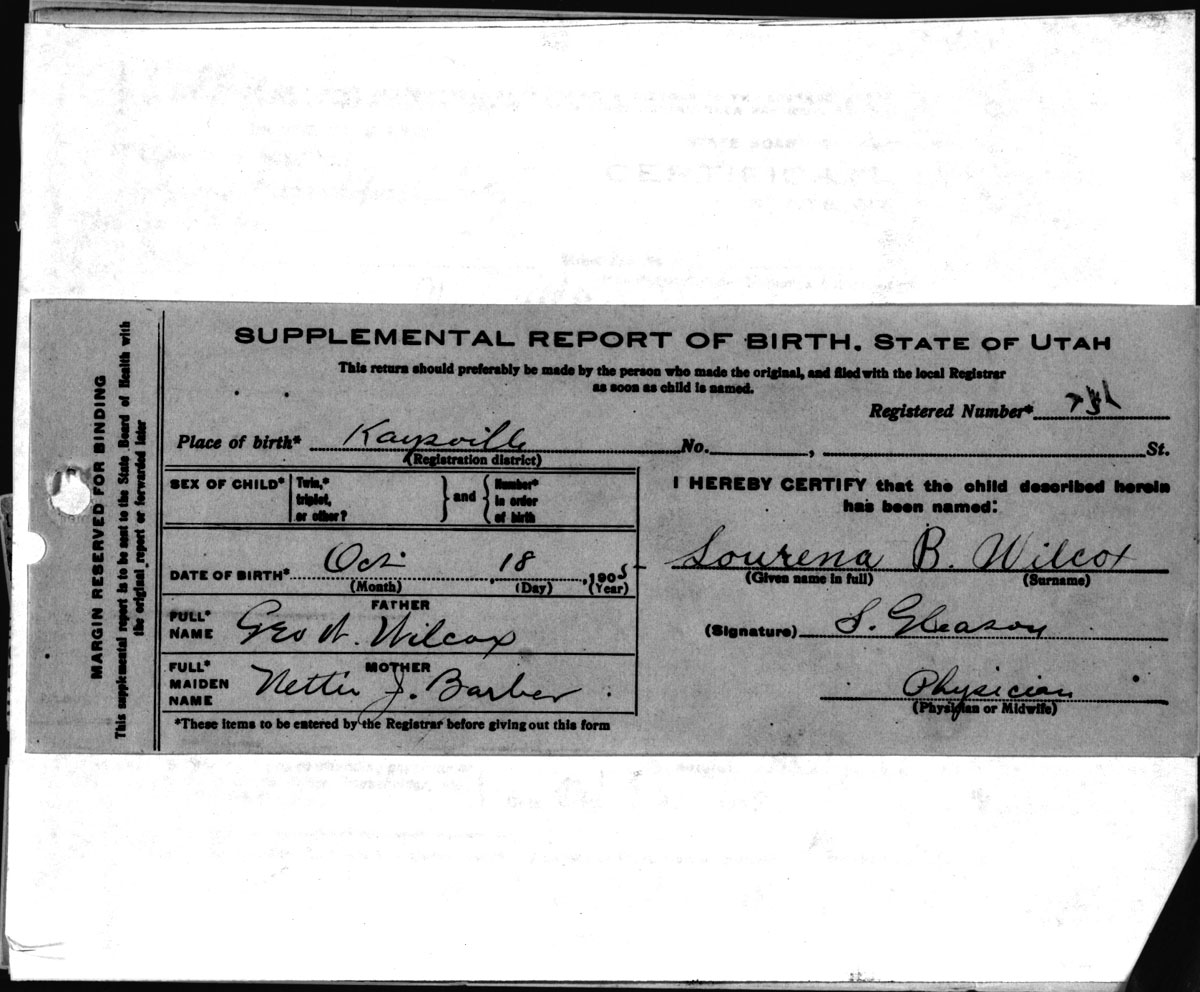 SUPPLEMENTAL REPORT OF BIRTH. STATE OF UTAH
This return should preferably be made by the person who made the original, and filed with the local Registrar
as soon as child is named.
Registered Number*
Place of birth* Kaysville No. , St.
(Registration district)
SEX OF CHILD* Twin,* triplet, or other? } and { Number* in order of birth
DATE OF BIRTH* Oct 18, 1905
(Month) (Day) (Year)
FATHER
FULL* NAME Geo W. Wilcox
MOTHER
FULL* MAIDEN NAME Nettie J. Barber
*These items to be entered by the Registrar before giving out this form
I HEREBY CERTIFY that the child described herein
has been named:
Lourena B. Wilcox
(Given name in full) (Surname)
(Signature) S. Gleason
Physician
(Physician or Midwife)
MARGIN RESERVED FOR BINDING
This supplemental report is to be sent to the State Board of Health with
the original report or forwarded later